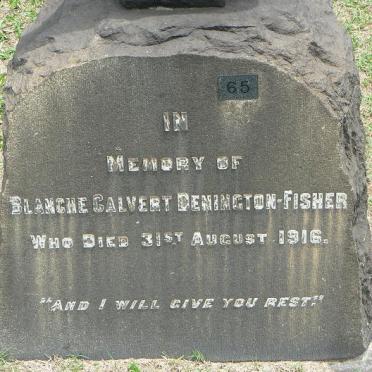 65
IN
MEMORY OF
BLANCHE CALVERT DENINGTON-FISHER
WHO DIED 31ST AUGUST 1916.
"AND I WILL GIVE YOU REST."